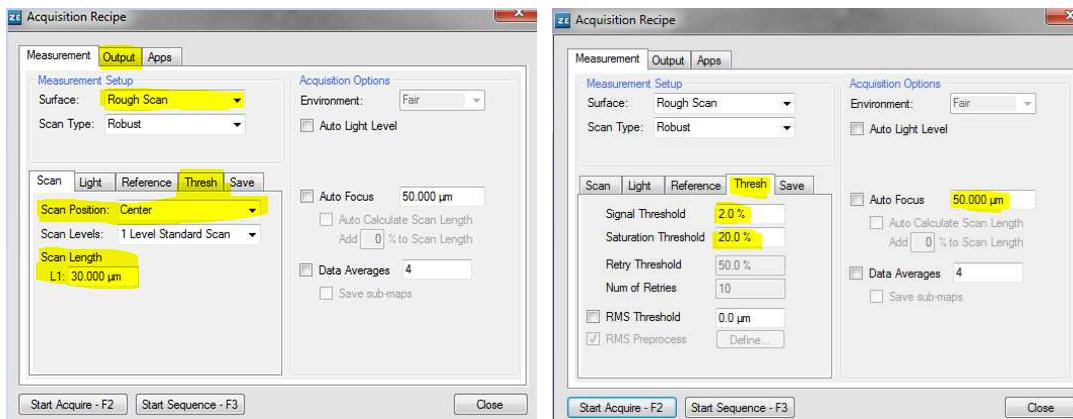 ZE Acquisition Recipe
Measurement Output Apps
Measurement Setup
Surface: Rough Scan
Scan Type: Robust
Scan Light Reference Thresh Save
Scan Position: Center
Scan Levels: 1 Level Standard Scan
Scan Length
L1: 30.000 µm
Acquisition Options
Environment: Fair
Auto Light Level
Auto Focus 50.000 µm
Auto Calculate Scan Length
Add 0 % to Scan Length
Data Averages 4
Save sub-maps
Start Acquire - F2 Start Sequence - F3 Close
ZE Acquisition Recipe
Measurement Output Apps
Measurement Setup
Surface: Rough Scan
Scan Type: Robust
Scan Light Reference Thresh Save
Signal Threshold 2.0 %
Saturation Threshold 20.0 %
Retry Threshold 50.0 %
Num of Retries 10
RMS Threshold 0.0 µm
RMS Preprocess Define...
Acquisition Options
Environment: Fair
Auto Light Level
Auto Focus 50.000 µm
Auto Calculate Scan Length
Add 0 % to Scan Length
Data Averages 4
Save sub-maps
Start Acquire - F2 Start Sequence - F3 Close